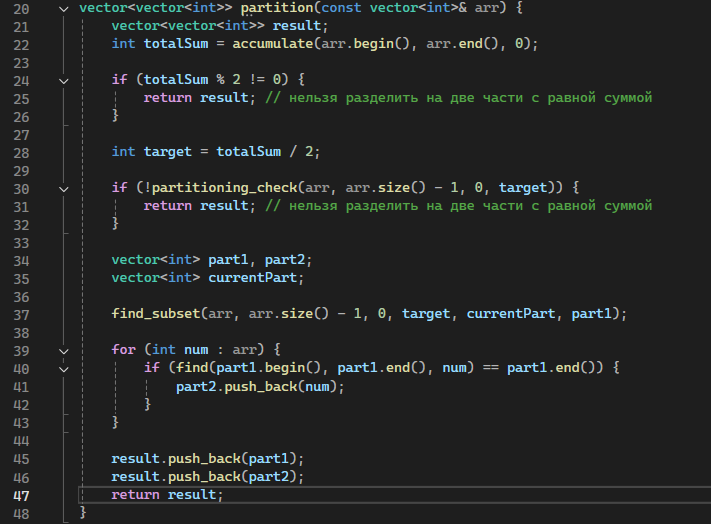 20 vector<vector<int>> partition(const vector<int>& arr) {
21 vector<vector<int>> result;
22 int totalSum = accumulate(arr.begin(), arr.end(), 0);
23
24 if (totalSum % 2 != 0) {
25 return result; // нельзя разделить на две части с равной суммой
26 }
27
28 int target = totalSum / 2;
29
30 if (!partitioning_check(arr, arr.size() - 1, 0, target)) {
31 return result; // нельзя разделить на две части с равной суммой
32 }
33
34 vector<int> part1, part2;
35 vector<int> currentPart;
36
37 find_subset(arr, arr.size() - 1, 0, target, currentPart, part1);
38
39 for (int num : arr) {
40 if (find(part1.begin(), part1.end(), num) == part1.end()) {
41 part2.push_back(num);
42 }
43 }
44
45 result.push_back(part1);
46 result.push_back(part2);
47 return result;
48 }